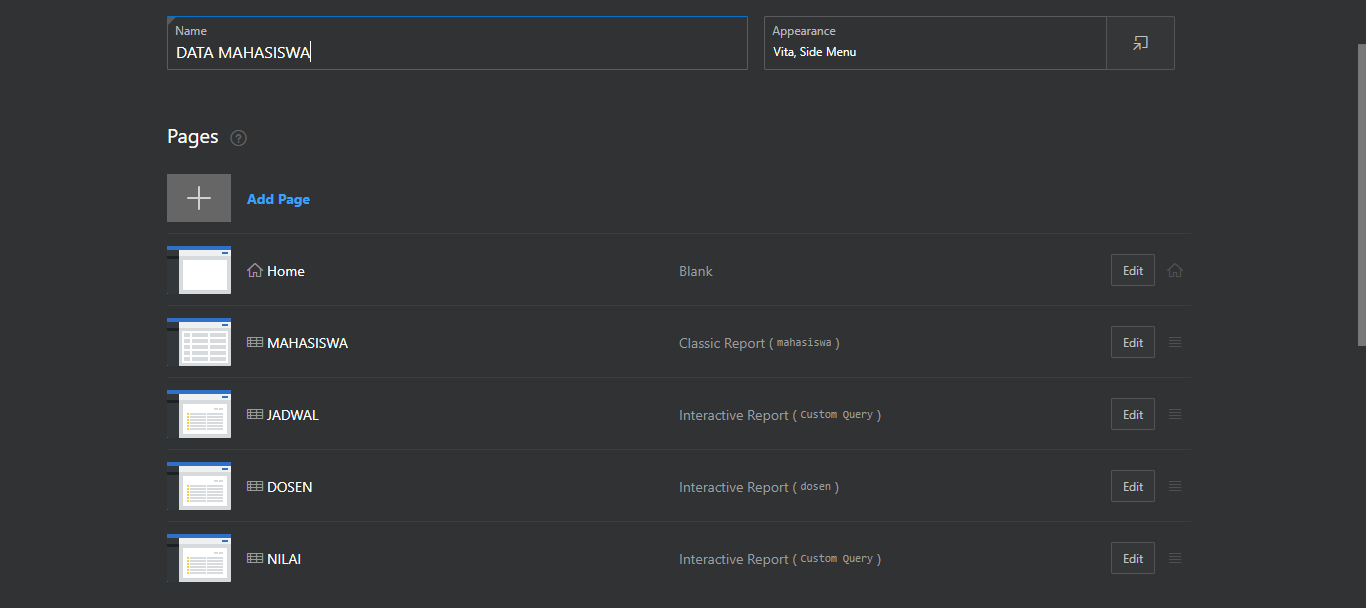 Name
DATA MAHASISWA
Appearance
Vita, Side Menu
Pages
Add Page
Home Blank Edit
MAHASISWA Classic Report ( mahasiswa ) Edit
JADWAL Interactive Report ( Custom Query ) Edit
DOSEN Interactive Report ( dosen ) Edit
NILAI Interactive Report ( Custom Query ) Edit